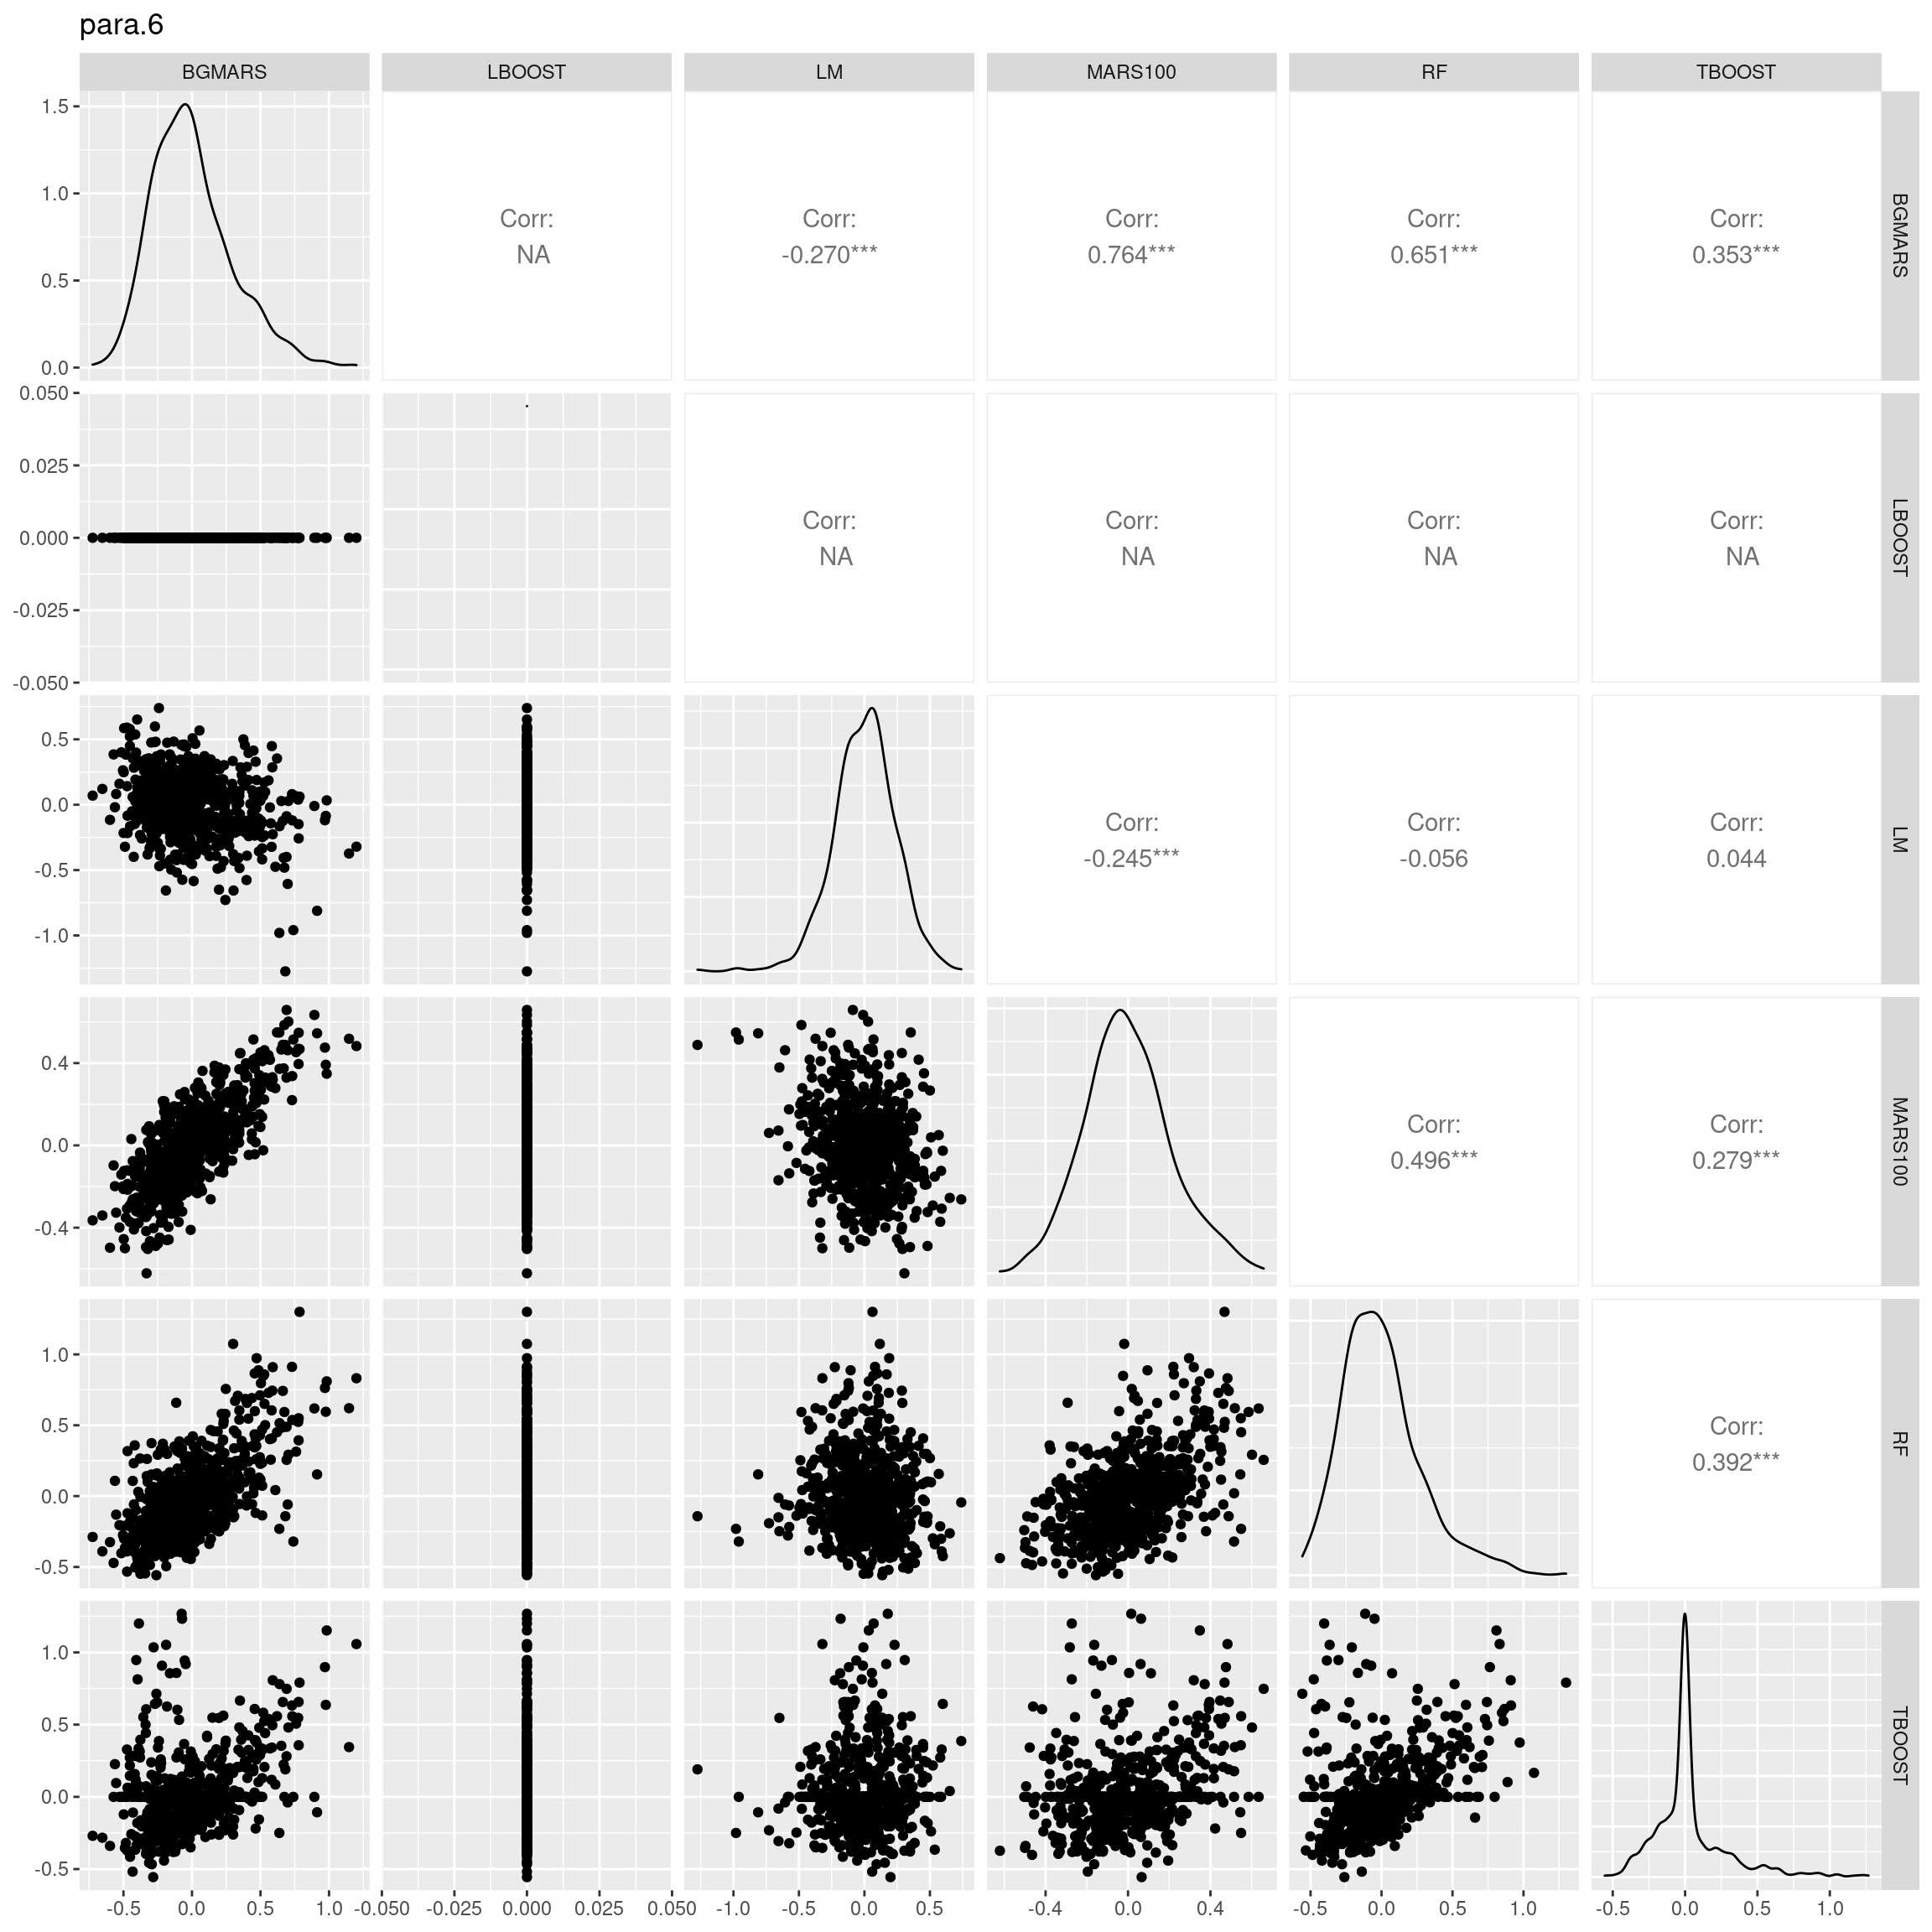 para.6
BGMARS LBOOST LM MARS100 RF TBOOST
1.5
1.0
0.5
0.0
Corr:
NA
Corr:
-0.270***
Corr:
0.764***
Corr:
0.651***
Corr:
0.353***
BGMARS
0.050
0.025
0.000
-0.025
-0.050
Corr:
NA
Corr:
NA
Corr:
NA
Corr:
NA
LBOOST
0.5
0.0
-0.5
-1.0
Corr:
-0.245***
Corr:
-0.056
Corr:
0.044
LM
0.4
0.0
-0.4
Corr:
0.496***
Corr:
0.279***
MARS100
1.0
0.5
0.0
-0.5
Corr:
0.392***
RF
1.0
0.5
0.0
-0.5
TBOOST
-0.5 0.0 0.5 1.0 -0.050 -0.025 0.000 0.025 0.050 -1.0 -0.5 0.0 0.5 -0.4 0.0 0.4 -0.5 0.0 0.5 1.0 -0.5 0.0 0.5 1.0